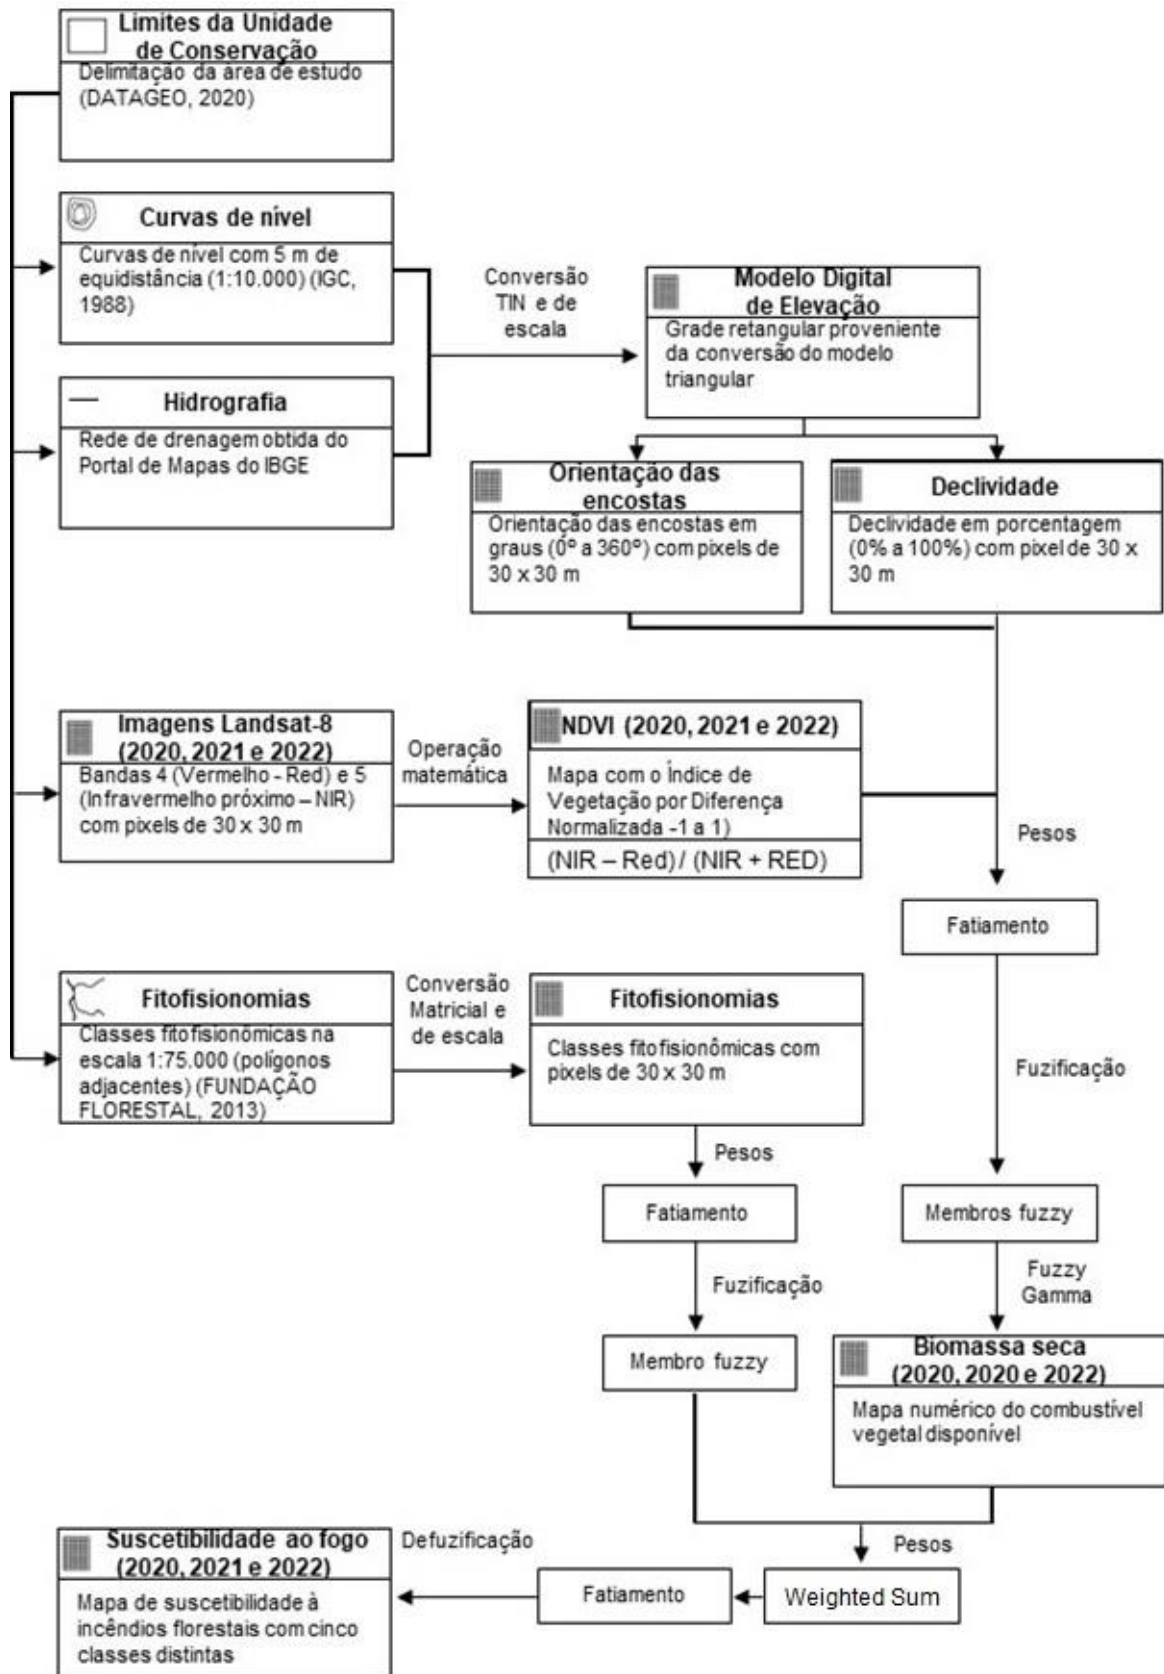 Limites da Unidade
de Conservação
Delimitação da área de estudo
(DATAGEO, 2020)
Curvas de nível
Curvas de nível com 5 m de
equidistância (1:10.000) (IGC,
1988)
Conversão
TIN e de
escala
Modelo Digital
de Elevação
Grade retangular proveniente
da conversão do modelo
triangular
Hidrografia
Rede de drenagem obtida do
Portal de Mapas do IBGE
Orientação das
encostas
Orientação das encostas em
graus (0º a 360º) com pixels de
30 x 30 m
Declividade
Declividade em porcentagem
(0% a 100%) com pixel de 30 x
30 m
Imagens Landsat-8
(2020, 2021 e 2022)
Bandas 4 (Vermelho - Red) e 5
(Infravermelho próximo – NIR)
com pixels de 30 x 30 m
Operação
matemática
NDVI (2020, 2021 e 2022)
Mapa com o Índice de
Vegetação por Diferença
Normalizada -1 a 1)
(NIR – Red) / (NIR + RED)
Pesos
Fatiamento
Fitofisionomias
Classes fitofisionômicas na
escala 1:75.000 (polígonos
adjacentes) (FUNDAÇÃO
FLORESTAL, 2013)
Conversão
Matricial e
de escala
Fitofisionomias
Classes fitofisionômicas com
pixels de 30 x 30 m
Fuzificação
Pesos
Fatiamento
Membros fuzzy
Fuzificação
Fuzzy
Gamma
Membro fuzzy
Biomassa seca
(2020, 2020 e 2022)
Mapa numérico do combustível
vegetal disponível
Suscetibilidade ao fogo
(2020, 2021 e 2022)
Mapa de suscetibilidade à
incêndios florestais com cinco
classes distintas
Defuzificação
Fatiamento
Pesos
Weighted Sum